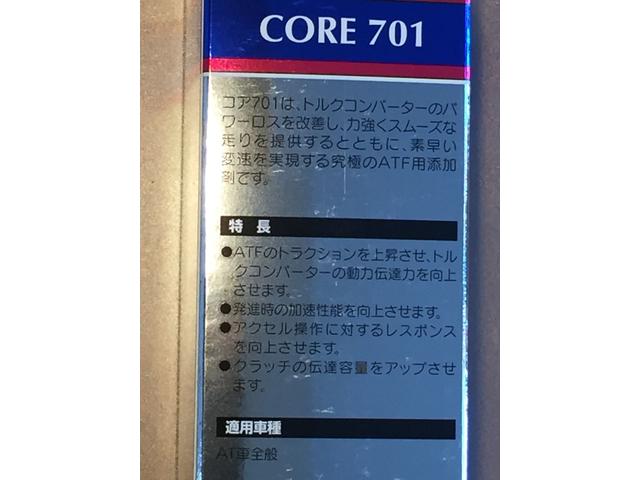 CORE 701
コア701は、トルクコンバーターのパ
ワーロスを改善し、力強くスムーズな
走りを提供するとともに、素早い
変速を実現する究極のATF用添加
剤です。
特 長
●ATFのトラクションを上昇させ、トル
クコンバーターの動力伝達力を向上
させます。
●発進時の加速性能を向上させます。
●アクセル操作に対するレスポンス
を向上させます。
●クラッチの伝達容量をアップさせ
ます。
適用車種
AT車全般